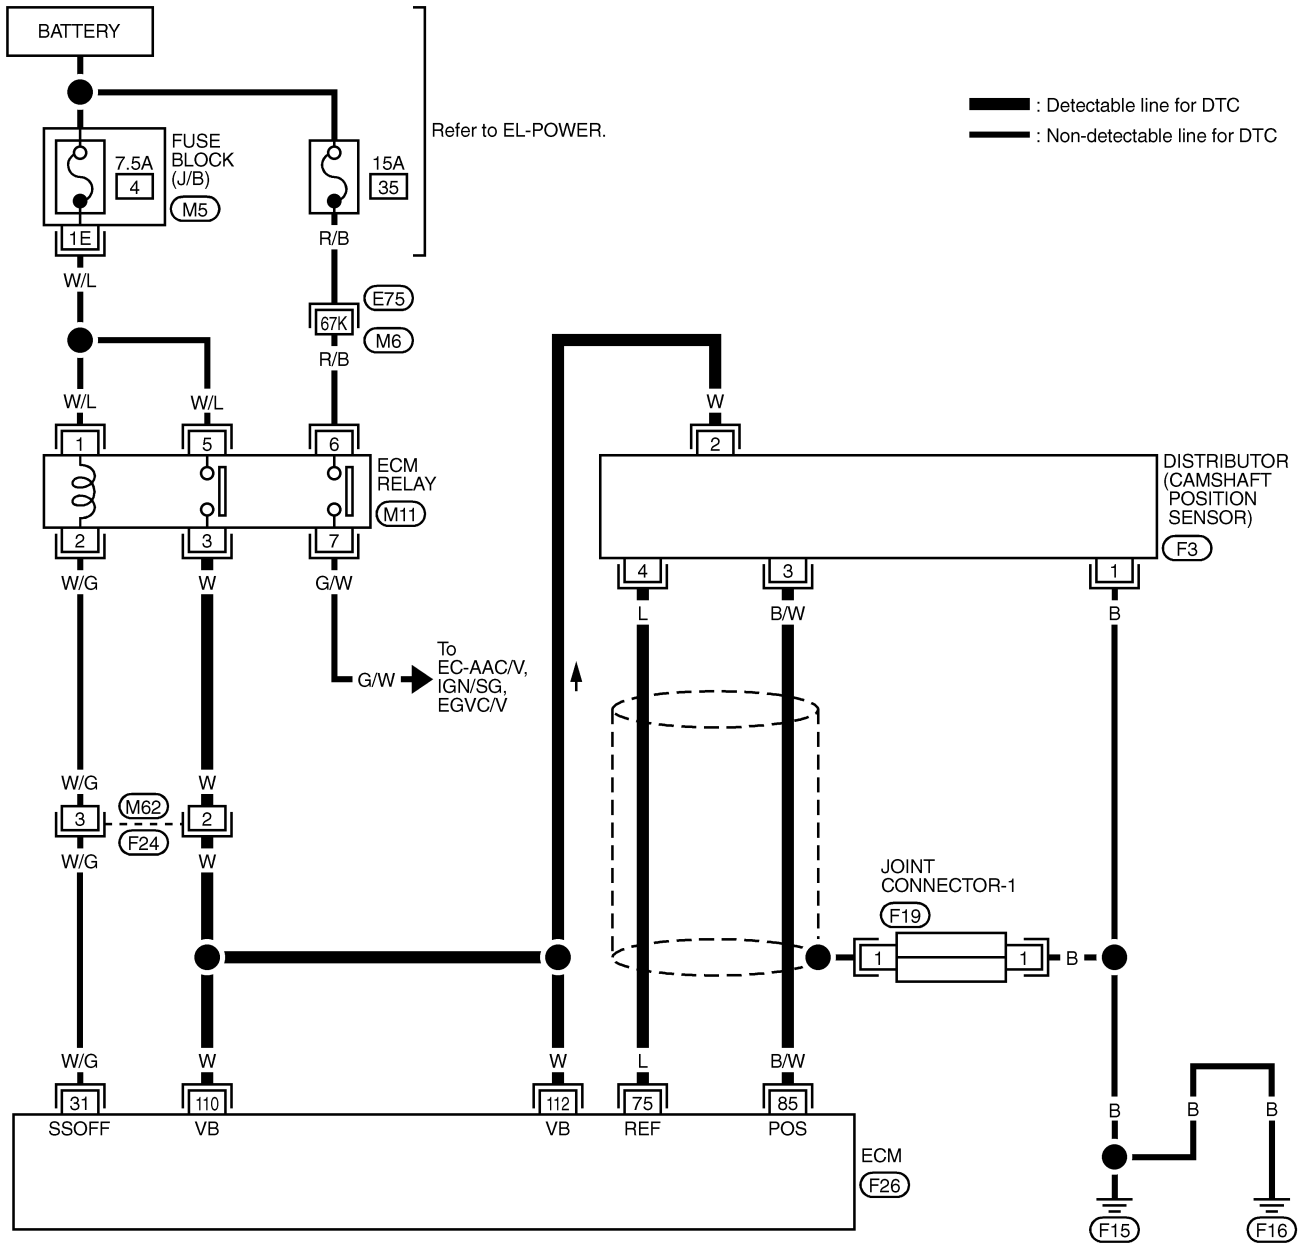 BATTERY
Refer to EL-POWER.
: Detectable line for DTC
: Non-detectable line for DTC
7.5A
4
FUSE
BLOCK
(J/B)
M5
15A
35
1E
R/B
W/L
E75
67K
M6
R/B
W/L
W/L
W
1
5
6
2
ECM
RELAY
M11
DISTRIBUTOR
(CAMSHAFT
POSITION
SENSOR)
F3
2
3
7
4
3
1
W/G
W
G/W
L
B/W
B
G/W
To
EC-AAC/V,
IGN/SG,
EGVC/V
W/G
W
3
M62
F24
2
W/G
W
JOINT
CONNECTOR-1
F19
1
1
B
W/G
W
W
L
B/W
31
110
112
75
85
SSOFF
VB
VB
REF
POS
B
B
B
ECM
F26
F15
F16